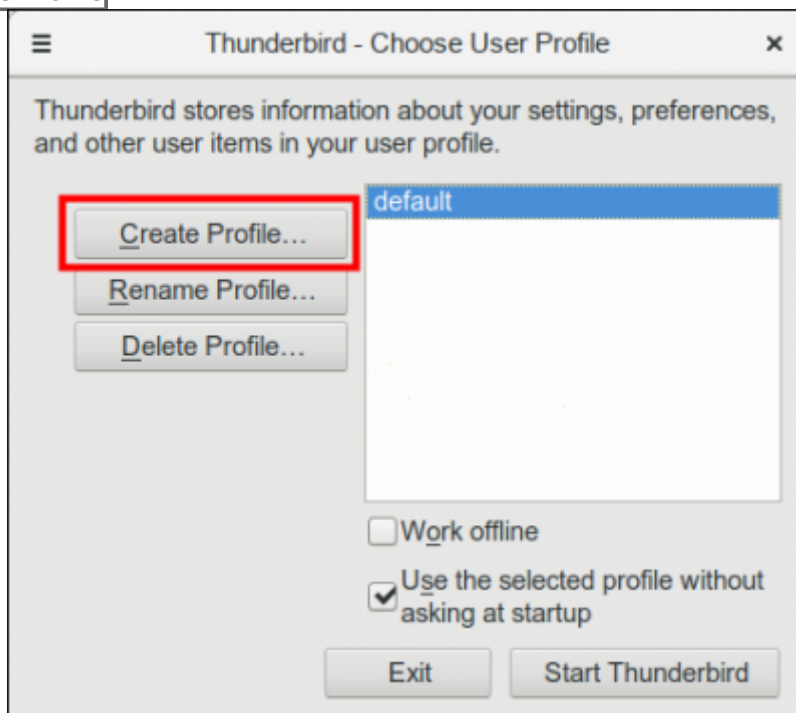 Thunderbird - Choose User Profile
Thunderbird stores information about your settings, preferences,
and other user items in your user profile.
Create Profile...
Rename Profile...
Delete Profile...
default
Work offline
Use the selected profile without
asking at startup
Exit
Start Thunderbird